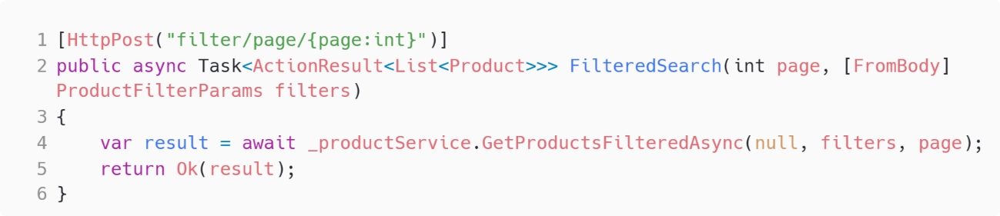 1 [HttpPost("filter/page/{page:int}")]
2 public async Task<ActionResult<List<Product>>> FilteredSearch(int page, [FromBody]
ProductFilterParams filters)
3 {
4     var result = await _productService.GetProductsFilteredAsync(null, filters, page);
5     return Ok(result);
6 }